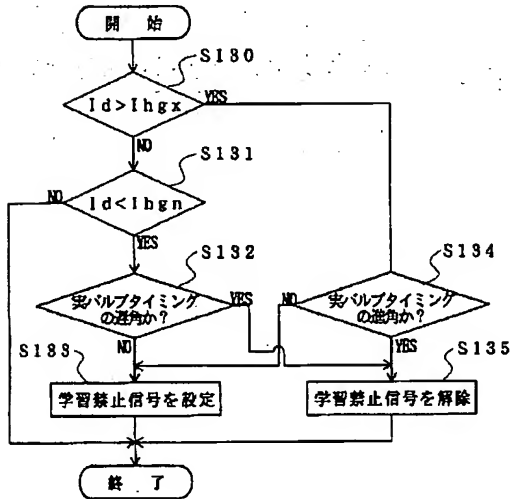 開始
S130
Id>Ihgx
YES
NO
S131
Id<Ihgn
NO
YES
S132
実バルブタイミング
の遅角か?
YES
NO
S134
実バルブタイミング
の進角か?
NO
YES
S133
学習禁止信号を設定
S135
学習禁止信号を解除
終了